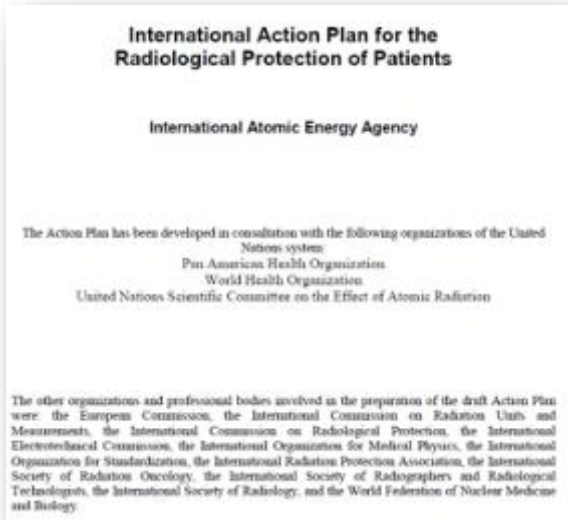 International Action Plan for the
Radiological Protection of Patients
International Atomic Energy Agency
The Action Plan has been developed in consultation with the following organizations of the United
Nations system:
Pan American Health Organization
World Health Organization
United Nations Scientific Committee on the Effect of Atomic Radiation
The other organizations and professional bodies involved in the preparation of the draft Action Plan
were: the European Commission, the International Commission on Radiation Units and
Measurements, the International Commission on Radiological Protection, the International
Electrotechnical Commission, the International Organization for Medical Physics, the International
Organization for Standardization, the International Radiation Protection Association, the International
Society of Radiation Oncology, the International Society of Radiographers and Radiological
Technologists, the International Society of Radiology, and the World Federation of Nuclear Medicine
and Biology.